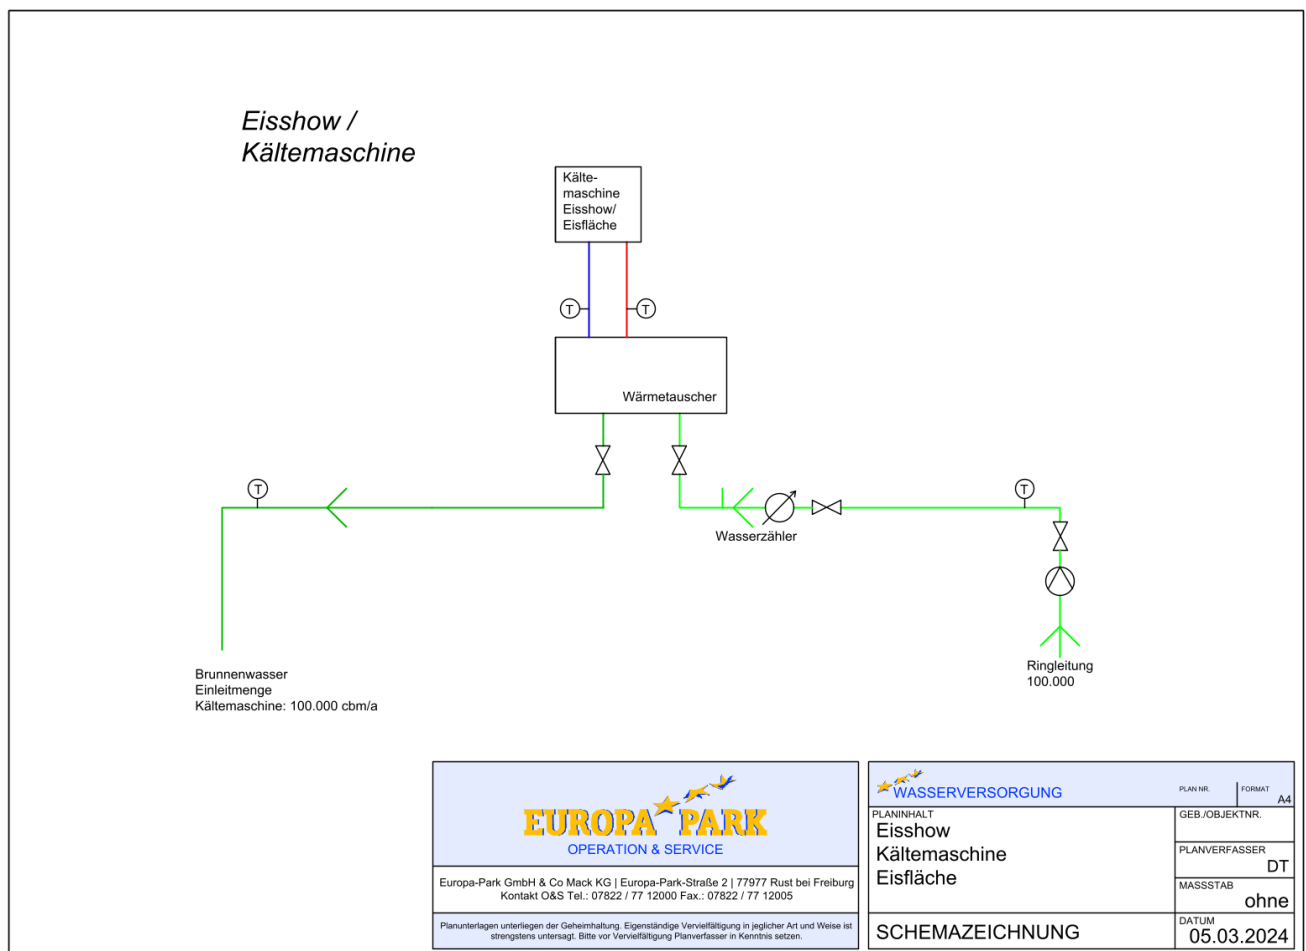 Eisshow /
Kältemaschine
Kälte-
maschine
Eisshow/
Eisfläche
T
T
Wärmetauscher
T
T
Wasserzähler
Brunnenwasser
Einleitmenge
Kältemaschine: 100.000 cbm/a
Ringleitung
100.000
EUROPA PARK
OPERATION & SERVICE
Europa-Park GmbH & Co Mack KG | Europa-Park-Straße 2 | 77977 Rust bei Freiburg
Kontakt O&S Tel.: 07822 / 77 12000 Fax.: 07822 / 77 12005
Planunterlagen unterliegen der Geheimhaltung. Eigenständige Vervielfältigung in jeglicher Art und Weise ist
strengstens untersagt. Bitte vor Vervielfältigung Planverfasser in Kenntnis setzen.
WASSERVERSORGUNG
PLAN NR.
FORMAT
A4
PLANINHALT
Eisshow
Kältemaschine
Eisfläche
GEB./OBJEKTNR.
PLANVERFASSER
DT
MASSSTAB
ohne
SCHEMAZEICHNUNG
DATUM
05.03.2024